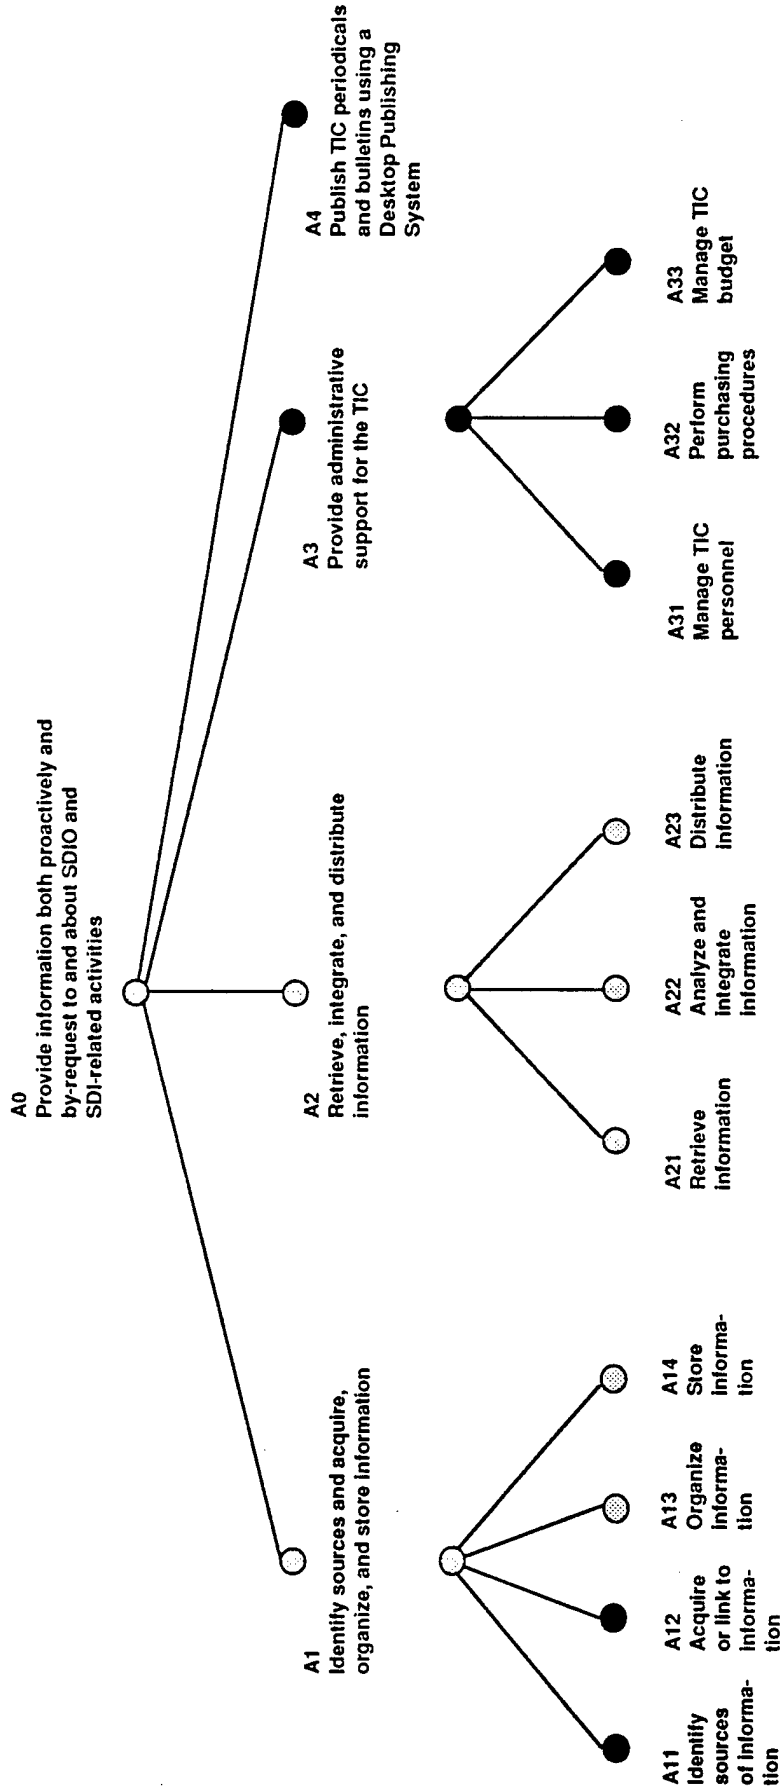 A0
Provide information both proactively and
by-request to and about SDIO and
SDI-related activities
A1
Identify sources and acquire,
organize, and store information
A2
Retrieve, integrate, and distribute
information
A3
Provide administrative
support for the TIC
A4
Publish TIC periodicals
and bulletins using a
Desktop Publishing
System
A11
Identify
sources
of informa-
tion
A12
Acquire
or link to
informa-
tion
A13
Organize
informa-
tion
A14
Store
informa-
tion
A21
Retrieve
information
A22
Analyze and
integrate
information
A23
Distribute
information
A31
Manage TIC
personnel
A32
Perform
purchasing
procedures
A33
Manage TIC
budget